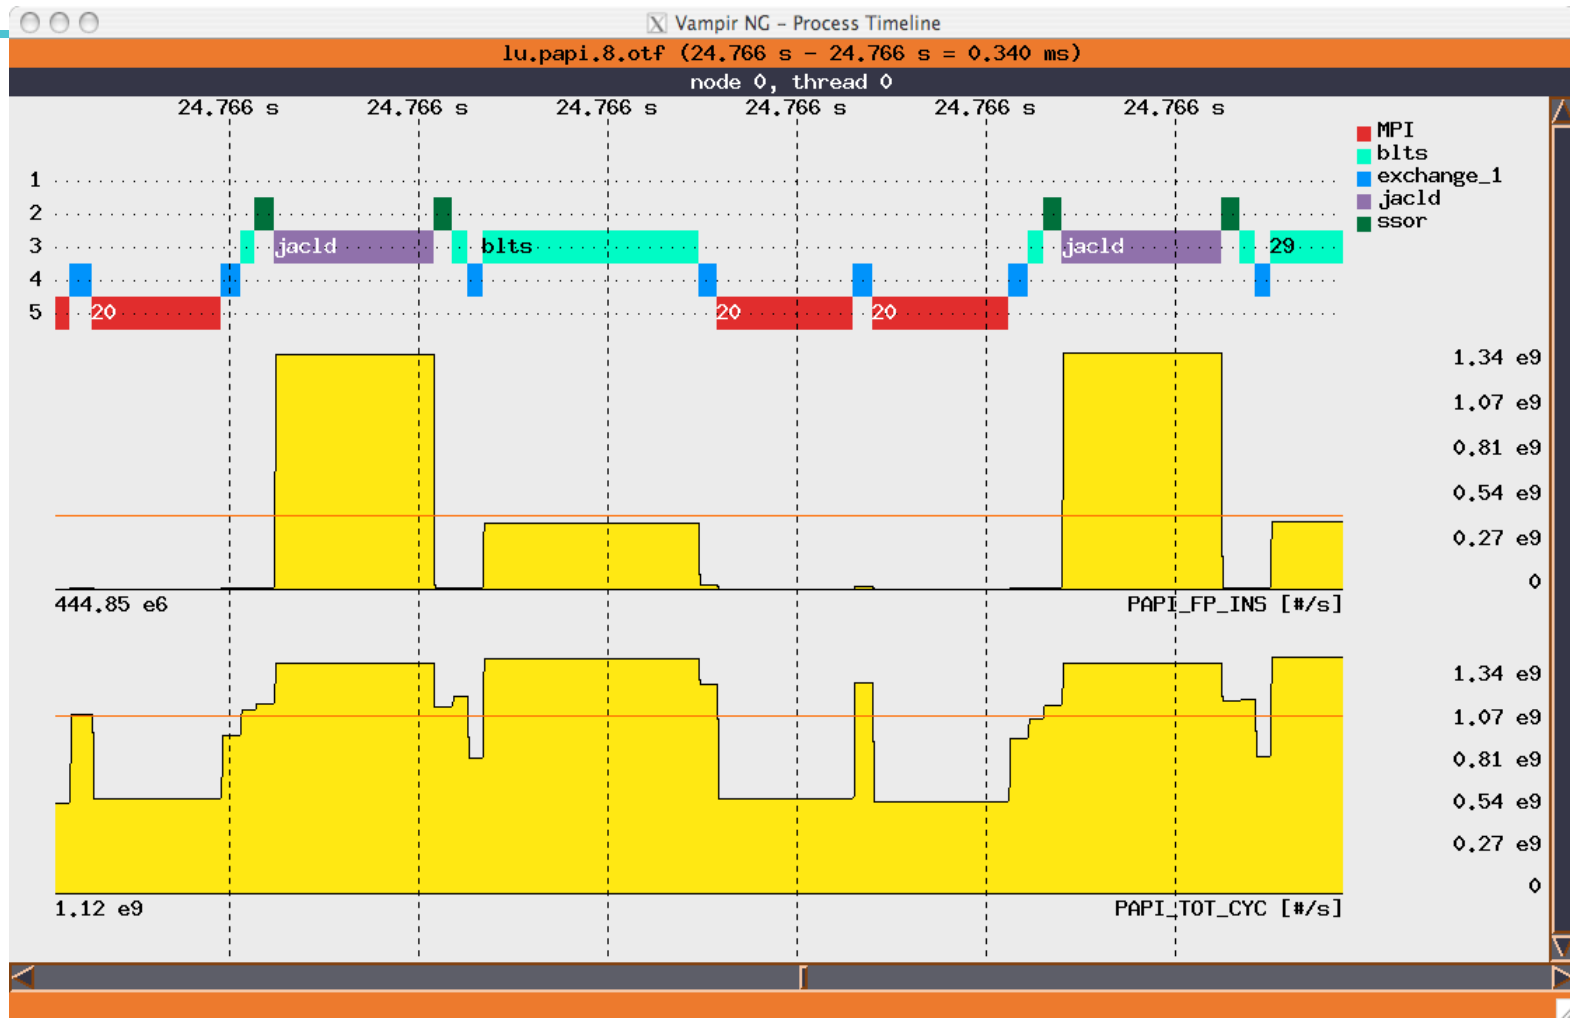 Vampir NG - Process Timeline
lu.papi.8.otf (24.766 s - 24.766 s = 0.340 ms)
node 0, thread 0
24.766 s 24.766 s 24.766 s 24.766 s 24.766 s 24.766 s
MPI
blts
exchange_1
jacld
ssor
1
2
3 jacld blts jacld 29
4
5 20 20 20
1.34 e9
1.07 e9
0.81 e9
0.54 e9
0.27 e9
0
444.85 e6 PAPI_FP_INS [#/s]
1.34 e9
1.07 e9
0.81 e9
0.54 e9
0.27 e9
0
1.12 e9 PAPI_TOT_CYC [#/s]